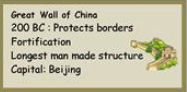 Great Wall of China
200 BC : Protects borders
Fortification
Longest man made structure
Capital: Beijing